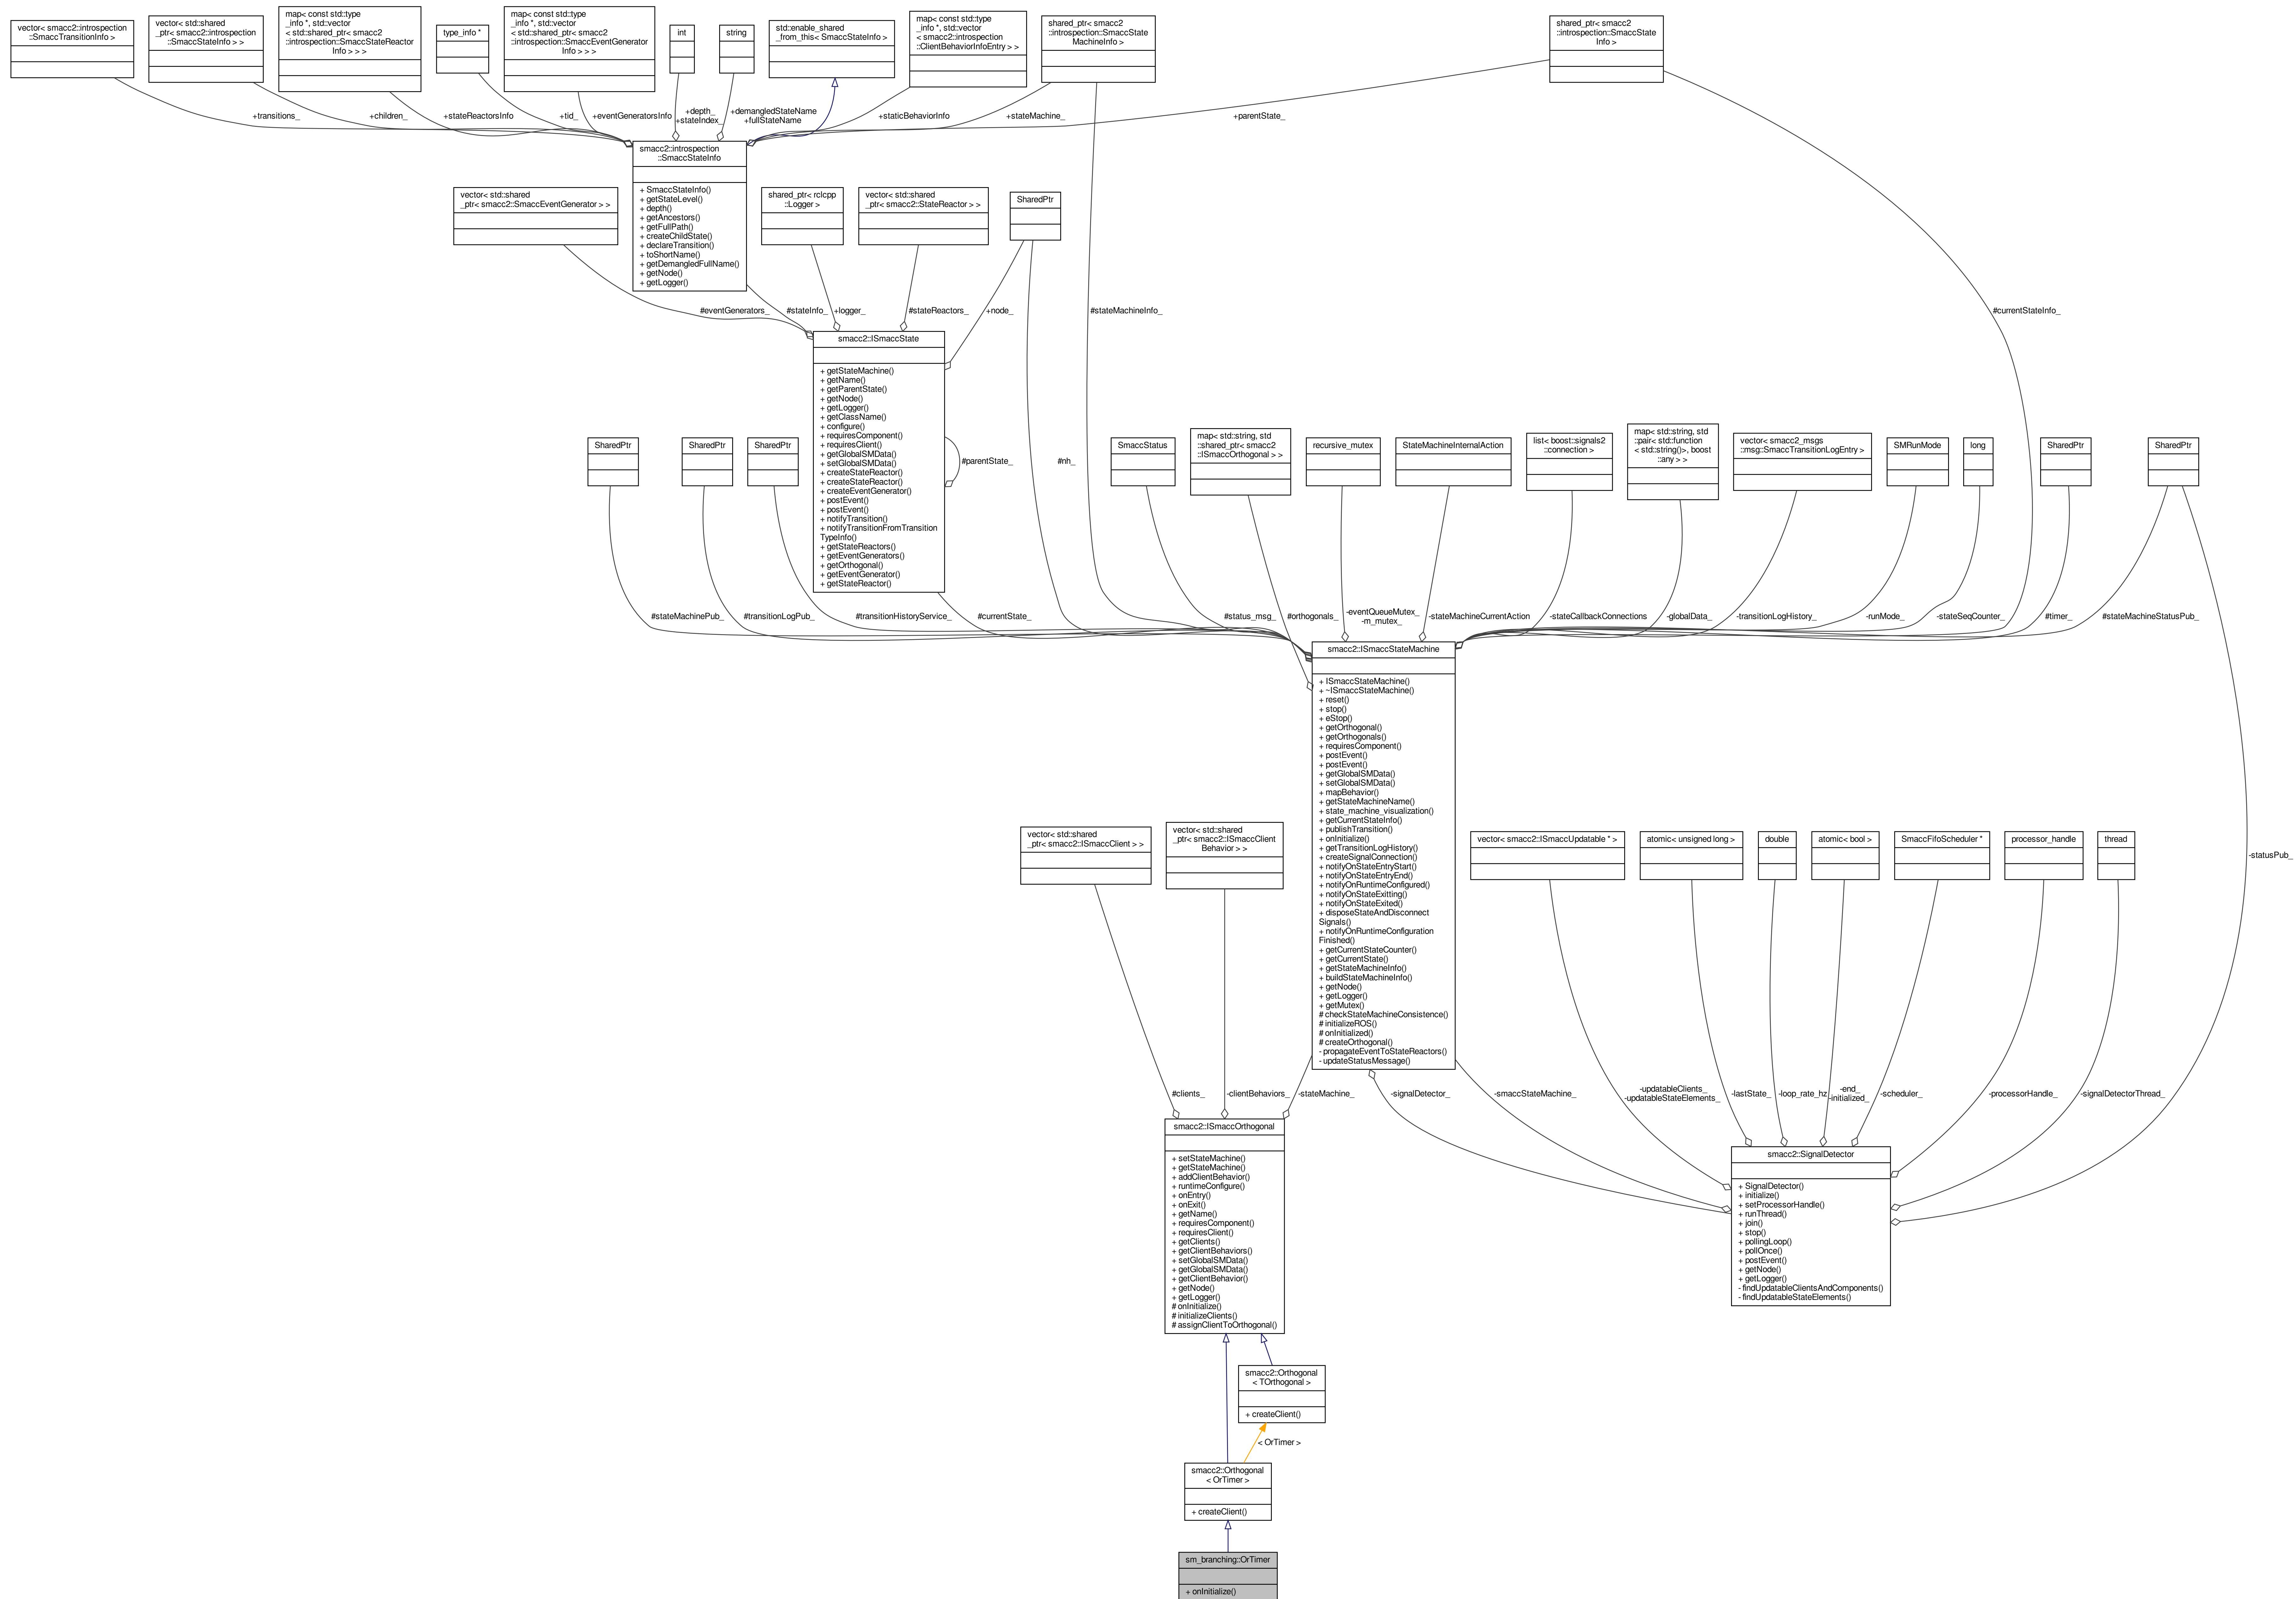 vector< smacc2::introspection
::SmaccTransitionInfo >
vector< std::shared
_ptr< smacc2::introspection
::SmaccStateInfo > >
map< const std::type
_info *, std::vector
< std::shared_ptr< smacc2
::introspection::SmaccStateReactor
Info > > >
type_info *
map< const std::type
_info *, std::vector
< std::shared_ptr< smacc2
::introspection::SmaccEventGenerator
Info > > >
int
string
std::enable_shared
_from_this< SmaccStateInfo >
map< const std::type
_info *, std::vector
< smacc2::introspection
::ClientBehaviorInfoEntry > >
shared_ptr< smacc2
::introspection::SmaccState
MachineInfo >
shared_ptr< smacc2
::introspection::SmaccState
Info >
+transitions_
+children_
+stateReactorsInfo
+tid_
+eventGeneratorsInfo
+depth_
+stateIndex_
+demangledStateName
+fullStateName
+staticBehaviorInfo
+stateMachine_
+parentState_
smacc2::introspection
::SmaccStateInfo
+ SmaccStateInfo()
+ getStateLevel()
+ depth()
+ getAncestors()
+ getFullPath()
+ createChildState()
+ declareTransition()
+ toShortName()
+ getDemangledFullName()
+ getNode()
+ getLogger()
vector< std::shared
_ptr< smacc2::SmaccEventGenerator > >
shared_ptr< rclcpp
::Logger >
vector< std::shared
_ptr< smacc2::StateReactor > >
SharedPtr
#eventGenerators_
#stateInfo_
+logger_
#stateReactors_
+node_
#stateMachineInfo_
#currentStateInfo_
smacc2::ISmaccState
+ getStateMachine()
+ getName()
+ getParentState()
+ getNode()
+ getLogger()
+ getClassName()
+ configure()
+ requiresComponent()
+ requiresClient()
+ getGlobalSMData()
+ setGlobalSMData()
+ createStateReactor()
+ createStateReactor()
+ createEventGenerator()
+ postEvent()
+ postEvent()
+ notifyTransition()
+ notifyTransitionFromTransition
TypeInfo()
+ getStateReactors()
+ getEventGenerators()
+ getOrthogonal()
+ getEventGenerator()
+ getStateReactor()
#parentState_
#nh_
SharedPtr
SharedPtr
SharedPtr
SmaccStatus
map< std::string, std
::shared_ptr< smacc2
::ISmaccOrthogonal > >
recursive_mutex
StateMachineInternalAction
list< boost::signals2
::connection >
map< std::string, std
::pair< std::function
< std::string()>, boost
::any > >
vector< smacc2_msgs
::msg::SmaccTransitionLogEntry >
SMRunMode
long
SharedPtr
SharedPtr
#stateMachinePub_
#transitionLogPub_
#transitionHistoryService_
#currentState_
#status_msg_
#orthogonals_
-eventQueueMutex_
-m_mutex_
-stateMachineCurrentAction
-stateCallbackConnections
-globalData_
-transitionLogHistory_
-runMode_
-stateSeqCounter_
#timer_
#stateMachineStatusPub_
smacc2::ISmaccStateMachine
+ ISmaccStateMachine()
+ ~ISmaccStateMachine()
+ reset()
+ stop()
+ eStop()
+ getOrthogonal()
+ getOrthogonals()
+ requiresComponent()
+ postEvent()
+ postEvent()
+ getGlobalSMData()
+ setGlobalSMData()
+ mapBehavior()
+ getStateMachineName()
+ state_machine_visualization()
+ getCurrentStateInfo()
+ publishTransition()
+ onInitialize()
+ getTransitionLogHistory()
+ createSignalConnection()
+ notifyOnStateEntryStart()
+ notifyOnStateEntryEnd()
+ notifyOnRuntimeConfigured()
+ notifyOnStateExitting()
+ notifyOnStateExited()
+ disposeStateAndDisconnect
Signals()
+ notifyOnRuntimeConfiguration
Finished()
+ getCurrentStateCounter()
+ getCurrentState()
+ getStateMachineInfo()
+ buildStateMachineInfo()
+ getNode()
+ getLogger()
+ getMutex()
# checkStateMachineConsistence()
# initializeROS()
# onInitialized()
# createOrthogonal()
- propagateEventToStateReactors()
- updateStatusMessage()
vector< std::shared
_ptr< smacc2::ISmaccClient > >
vector< std::shared
_ptr< smacc2::ISmaccClient
Behavior > >
vector< smacc2::ISmaccUpdatable * >
atomic< unsigned long >
double
atomic< bool >
SmaccFifoScheduler *
processor_handle
thread
-statusPub_
#clients_
-clientBehaviors_
-stateMachine_
-signalDetector_
-smaccStateMachine_
-updatableClients_
-updatableStateElements_
-lastState_
-loop_rate_hz
-end_
-initialized_
-scheduler_
-processorHandle_
-signalDetectorThread_
smacc2::ISmaccOrthogonal
+ setStateMachine()
+ getStateMachine()
+ addClientBehavior()
+ runtimeConfigure()
+ onEntry()
+ onExit()
+ getName()
+ requiresComponent()
+ requiresClient()
+ getClients()
+ getClientBehaviors()
+ setGlobalSMData()
+ getGlobalSMData()
+ getClientBehavior()
+ getNode()
+ getLogger()
# onInitialize()
# initializeClients()
# assignClientToOrthogonal()
smacc2::SignalDetector
+ SignalDetector()
+ initialize()
+ setProcessorHandle()
+ runThread()
+ join()
+ stop()
+ pollingLoop()
+ pollOnce()
+ postEvent()
+ getNode()
+ getLogger()
- findUpdatableClientsAndComponents()
- findUpdatableStateElements()
smacc2::Orthogonal
< TOrthogonal >
+ createClient()
< OrTimer >
smacc2::Orthogonal
< OrTimer >
+ createClient()
sm_branching::OrTimer
+ onInitialize()